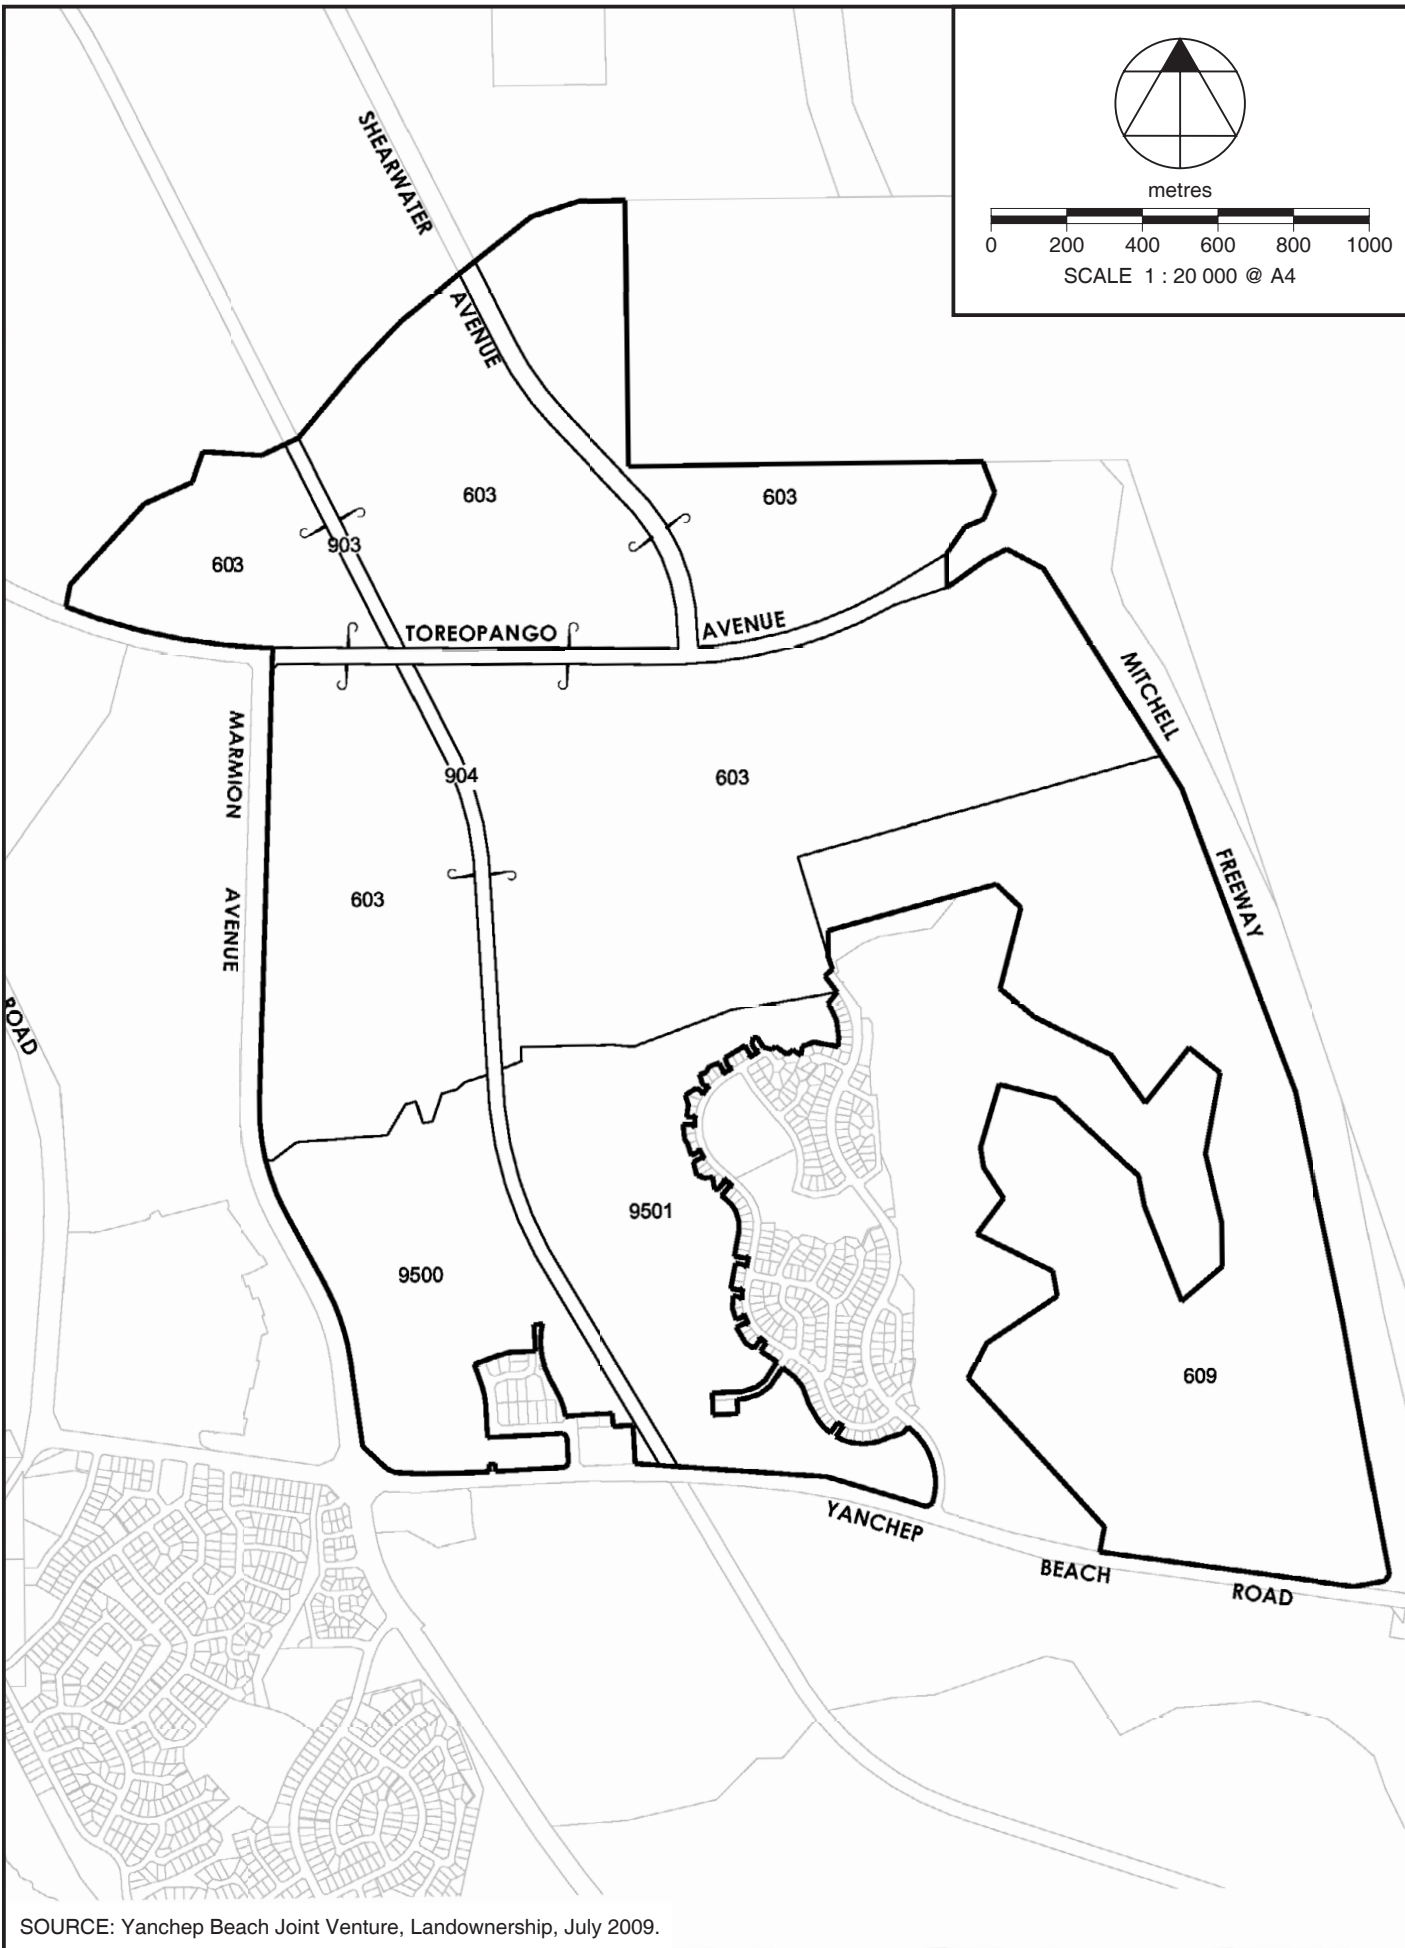 SHEARWATER
AVENUE
metres
0 200 400 600 800 1000
SCALE 1 : 20 000 @ A4
603
603
903
603
TOREOPANGO
AVENUE
MITCHELL
FREEWAY
MARMION
AVENUE
904
603
603
ROAD
9501
9500
609
YANCHEP
BEACH
ROAD
SOURCE: Yanchep Beach Joint Venture, Landownership, July 2009.